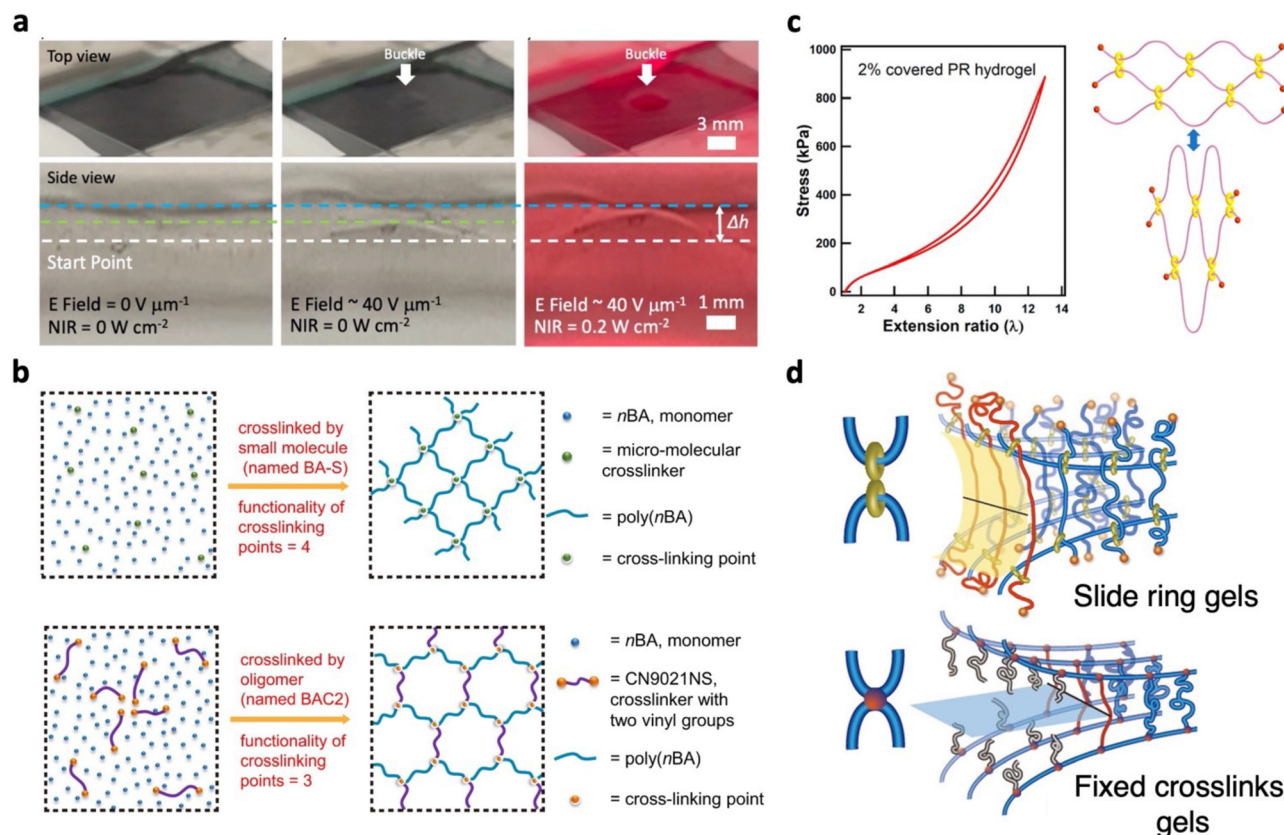 a
Top view
Buckle
Buckle
3 mm
Side view
Δh
Start Point
E Field = 0 V μm⁻¹
NIR = 0 W cm⁻²
E Field ~ 40 V μm⁻¹
NIR = 0 W cm⁻²
E Field ~ 40 V μm⁻¹
NIR = 0.2 W cm⁻²
1 mm
b
crosslinked by
small molecule
(named BA-S)
functionality of
crosslinking
points = 4
= nBA, monomer
= micro-molecular
crosslinker
= poly(nBA)
= cross-linking point
crosslinked by
oligomer
(named BAC2)
functionality of
crosslinking
points = 3
= nBA, monomer
= CN9021NS,
crosslinker with
two vinyl groups
= poly(nBA)
= cross-linking point
c
1000
800
600
400
200
0
Stress (kPa)
2% covered PR hydrogel
2 4 6 8 10 12 14
Extension ratio (λ)
d
Slide ring gels
Fixed crosslinks
gels